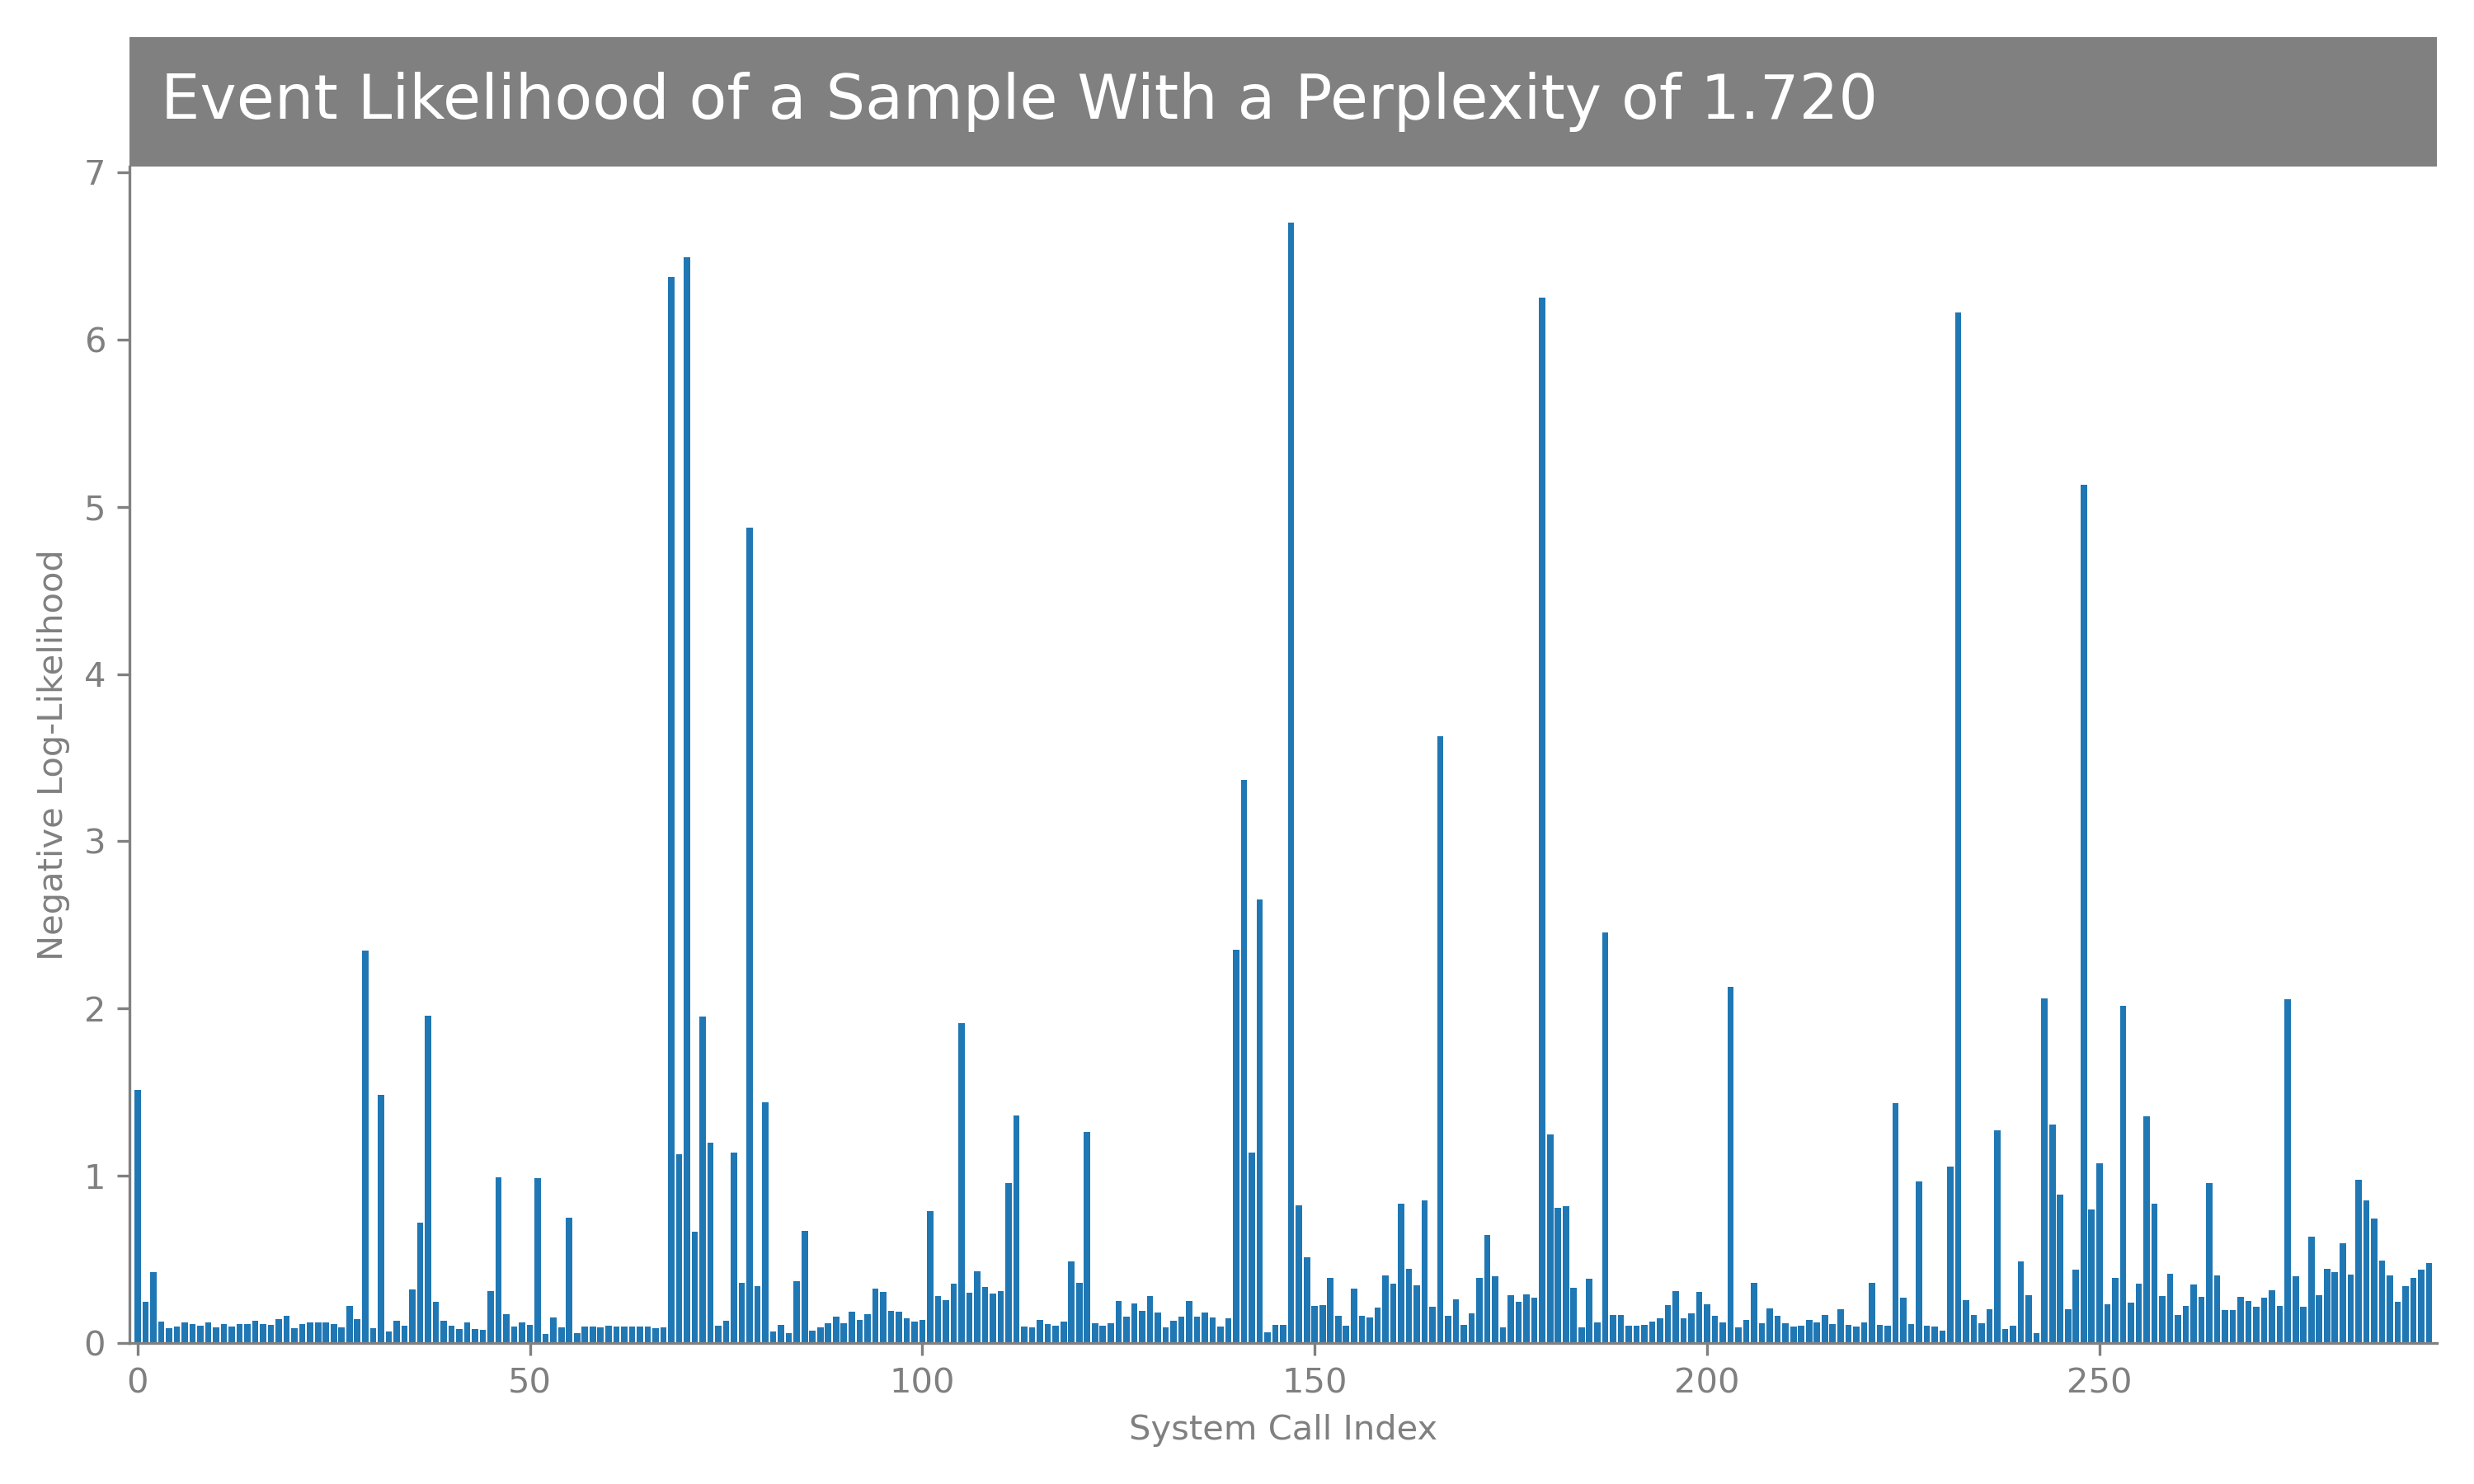 Event Likelihood of a Sample With a Perplexity of 1.720
7
6
5
4
3
2
1
0
Negative Log-Likelihood
0 50 100 150 200 250
System Call Index